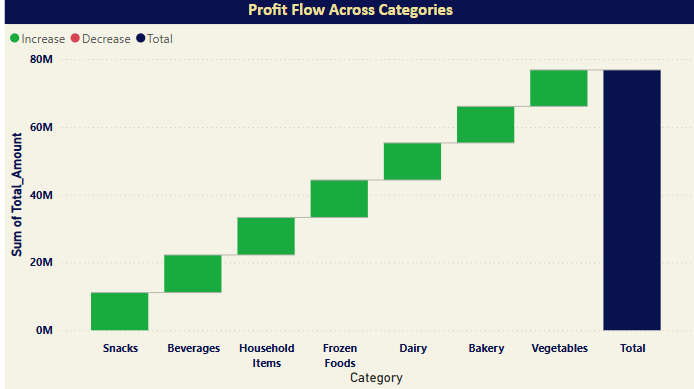 Profit Flow Across Categories
Increase Decrease Total
80M
60M
40M
20M
0M
Sum of Total_Amount
Snacks Beverages Household Items Frozen Foods Dairy Bakery Vegetables Total
Category